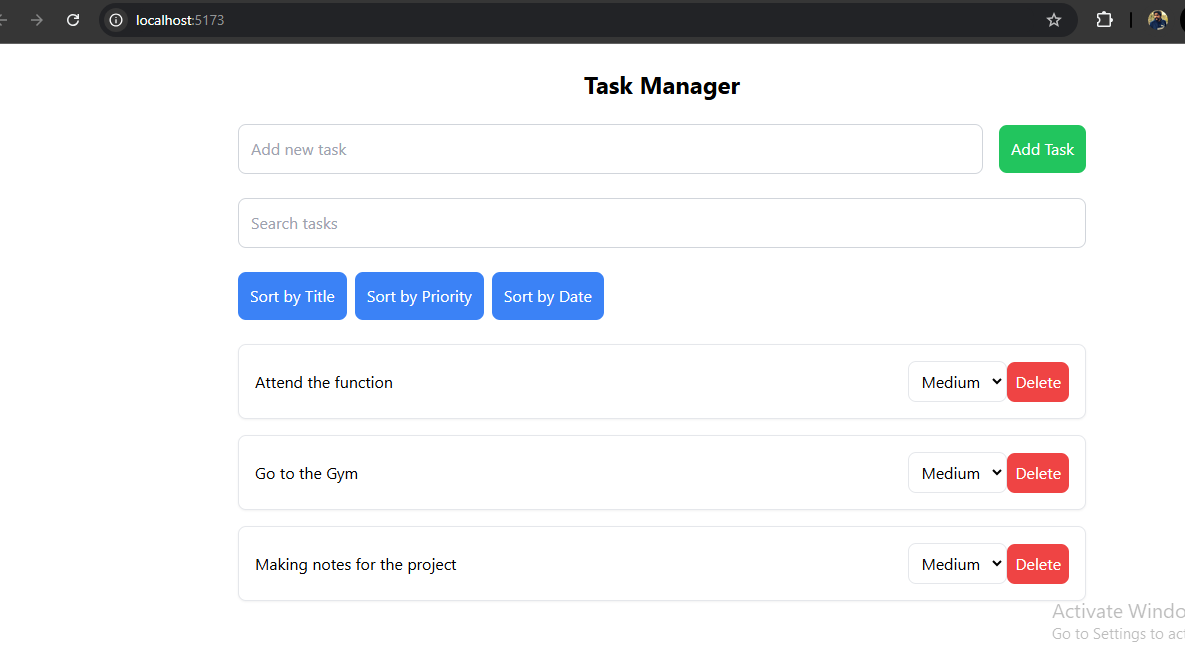 localhost:5173
Task Manager
Add new task
Add Task
Search tasks
Sort by Title Sort by Priority Sort by Date
Attend the function Medium Delete
Go to the Gym Medium Delete
Making notes for the project Medium Delete
Activate Windo
Go to Settings to act